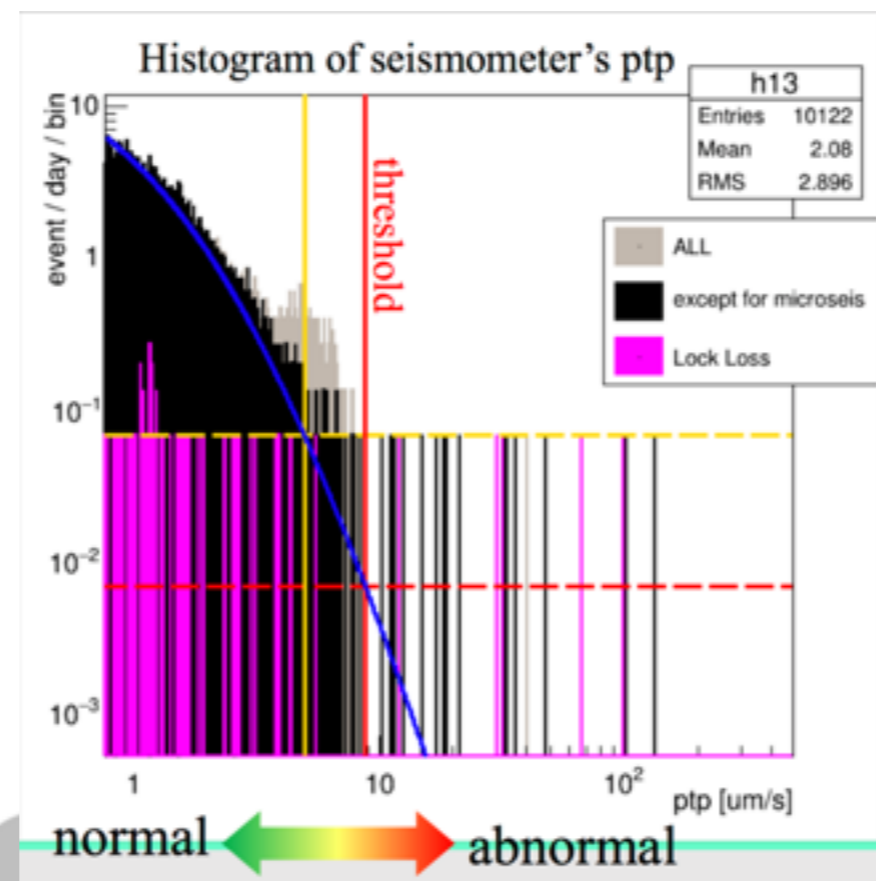 Histogram of seismometer's ptp
h13
Entries 10122
Mean 2.08
RMS 2.896
event / day / bin
10
1
10⁻¹
10⁻²
10⁻³
threshold
ALL
except for microseis
Lock Loss
1 10 10²
ptp [um/s]
normal abnormal